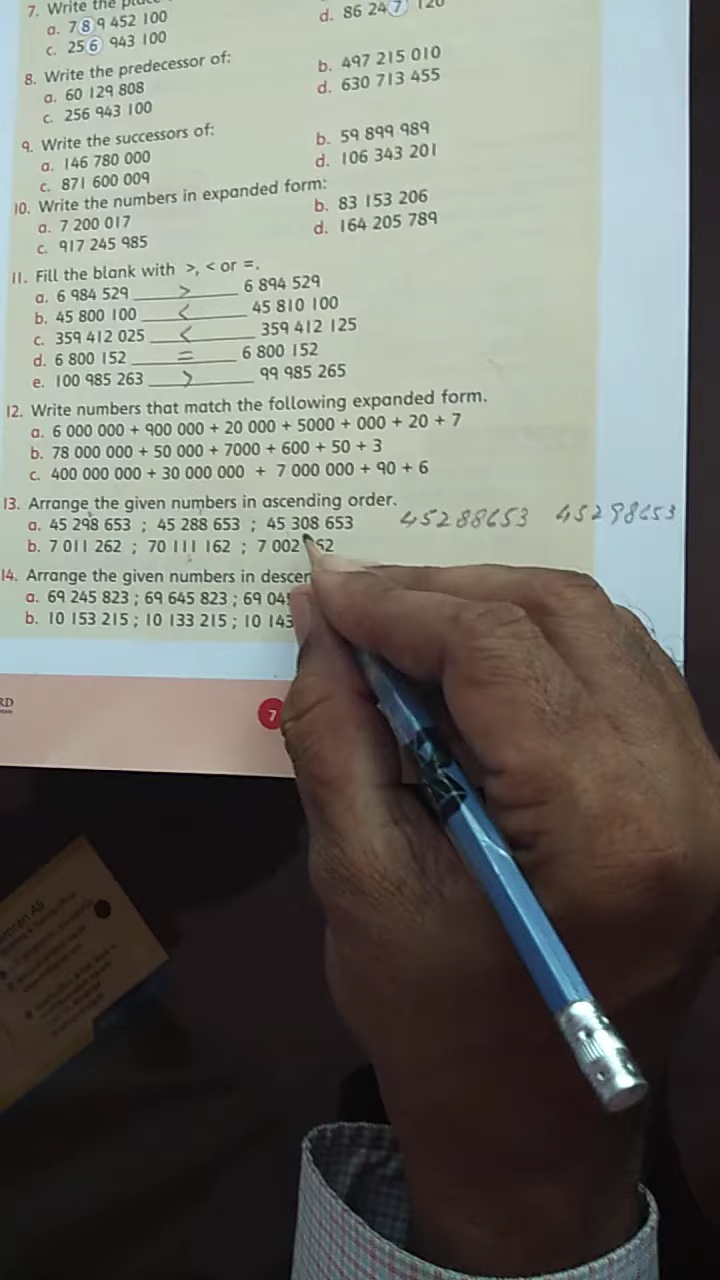 7. Write the
a. 789 452 100
d. 86 247 120
c. 256 943 100
8. Write the predecessor of:
a. 60 129 808
b. 497 215 010
c. 256 943 100
d. 630 713 455
9. Write the successors of:
a. 146 780 000
b. 59 899 989
c. 871 600 009
d. 106 343 201
10. Write the numbers in expanded form:
a. 7 200 017
b. 83 153 206
c. 917 245 985
d. 164 205 789
11. Fill the blank with >, < or =.
a. 6 984 529 > 6 894 529
b. 45 800 100 < 45 810 100
c. 359 412 025 < 359 412 125
d. 6 800 152 = 6 800 152
e. 100 985 263 > 99 985 265
12. Write numbers that match the following expanded form.
a. 6 000 000 + 900 000 + 20 000 + 5000 + 000 + 20 + 7
b. 78 000 000 + 50 000 + 7000 + 600 + 50 + 3
c. 400 000 000 + 30 000 000 + 7 000 000 + 90 + 6
13. Arrange the given numbers in ascending order.
a. 45 298 653 ; 45 288 653 ; 45 308 653 45288653 45298653
b. 7 011 262 ; 70 111 162 ; 7 002 62
14. Arrange the given numbers in descen
a. 69 245 823 ; 69 645 823 ; 69 04
b. 10 153 215 ; 10 133 215 ; 10 143
RD
7